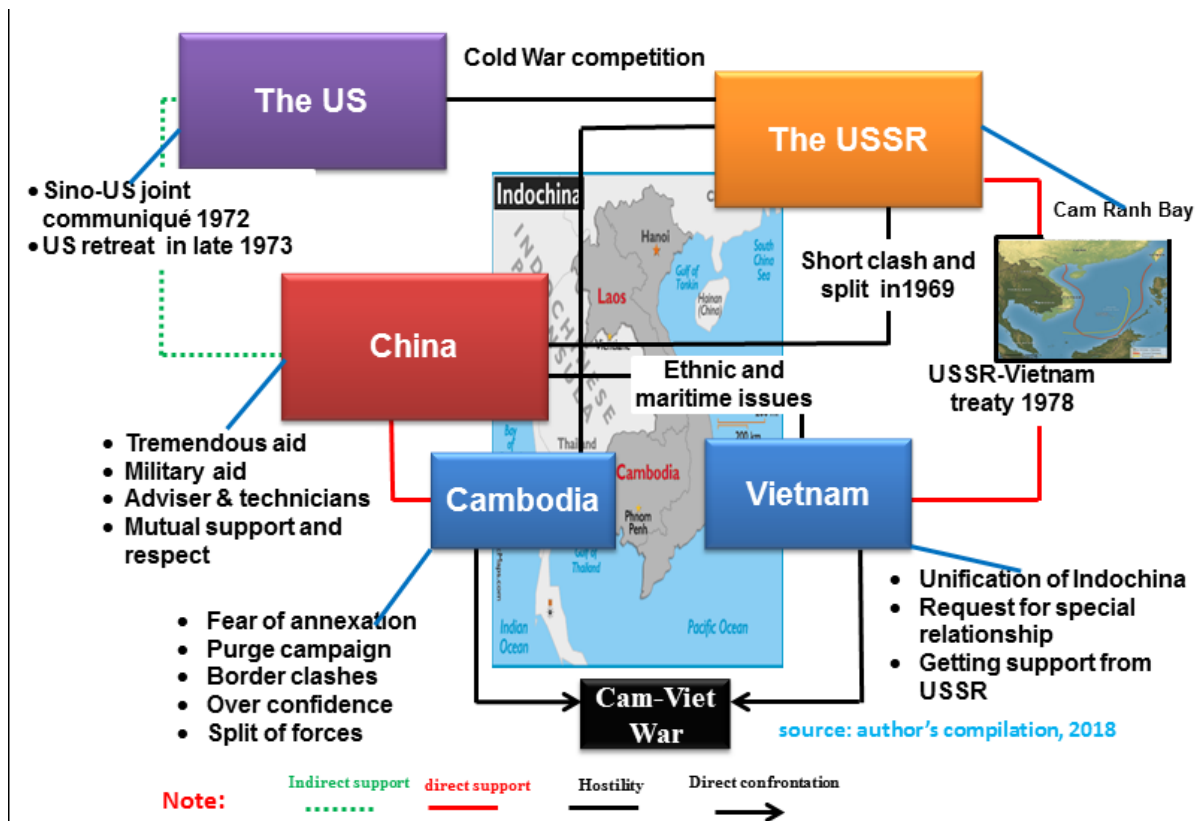 Cold War competition
The US
The USSR
• Sino-US joint
communiqué 1972
• US retreat in late 1973
Indochina
Cam Ranh Bay
Hanoi
South
China
Sea
Gulf of
Tonkin
Laos
Hainan
(China)
Short clash and
split in1969
China
Ethnic and
maritime issues
USSR-Vietnam
treaty 1978
200 km
Thailand
• Tremendous aid
• Military aid
• Adviser & technicians
• Mutual support and
respect
Cambodia
Cambodia
Vietnam
Phnom
Penh
Gulf of
Thailand
• Unification of Indochina
• Request for special
relationship
• Getting support from
USSR
• Fear of annexation
• Purge campaign
• Border clashes
• Over confidence
• Split of forces
Indian
Ocean
Pacific Ocean
Cam-Viet
War
source: author’s compilation, 2018
Note:
Indirect support
direct support
Hostility
Direct confrontation